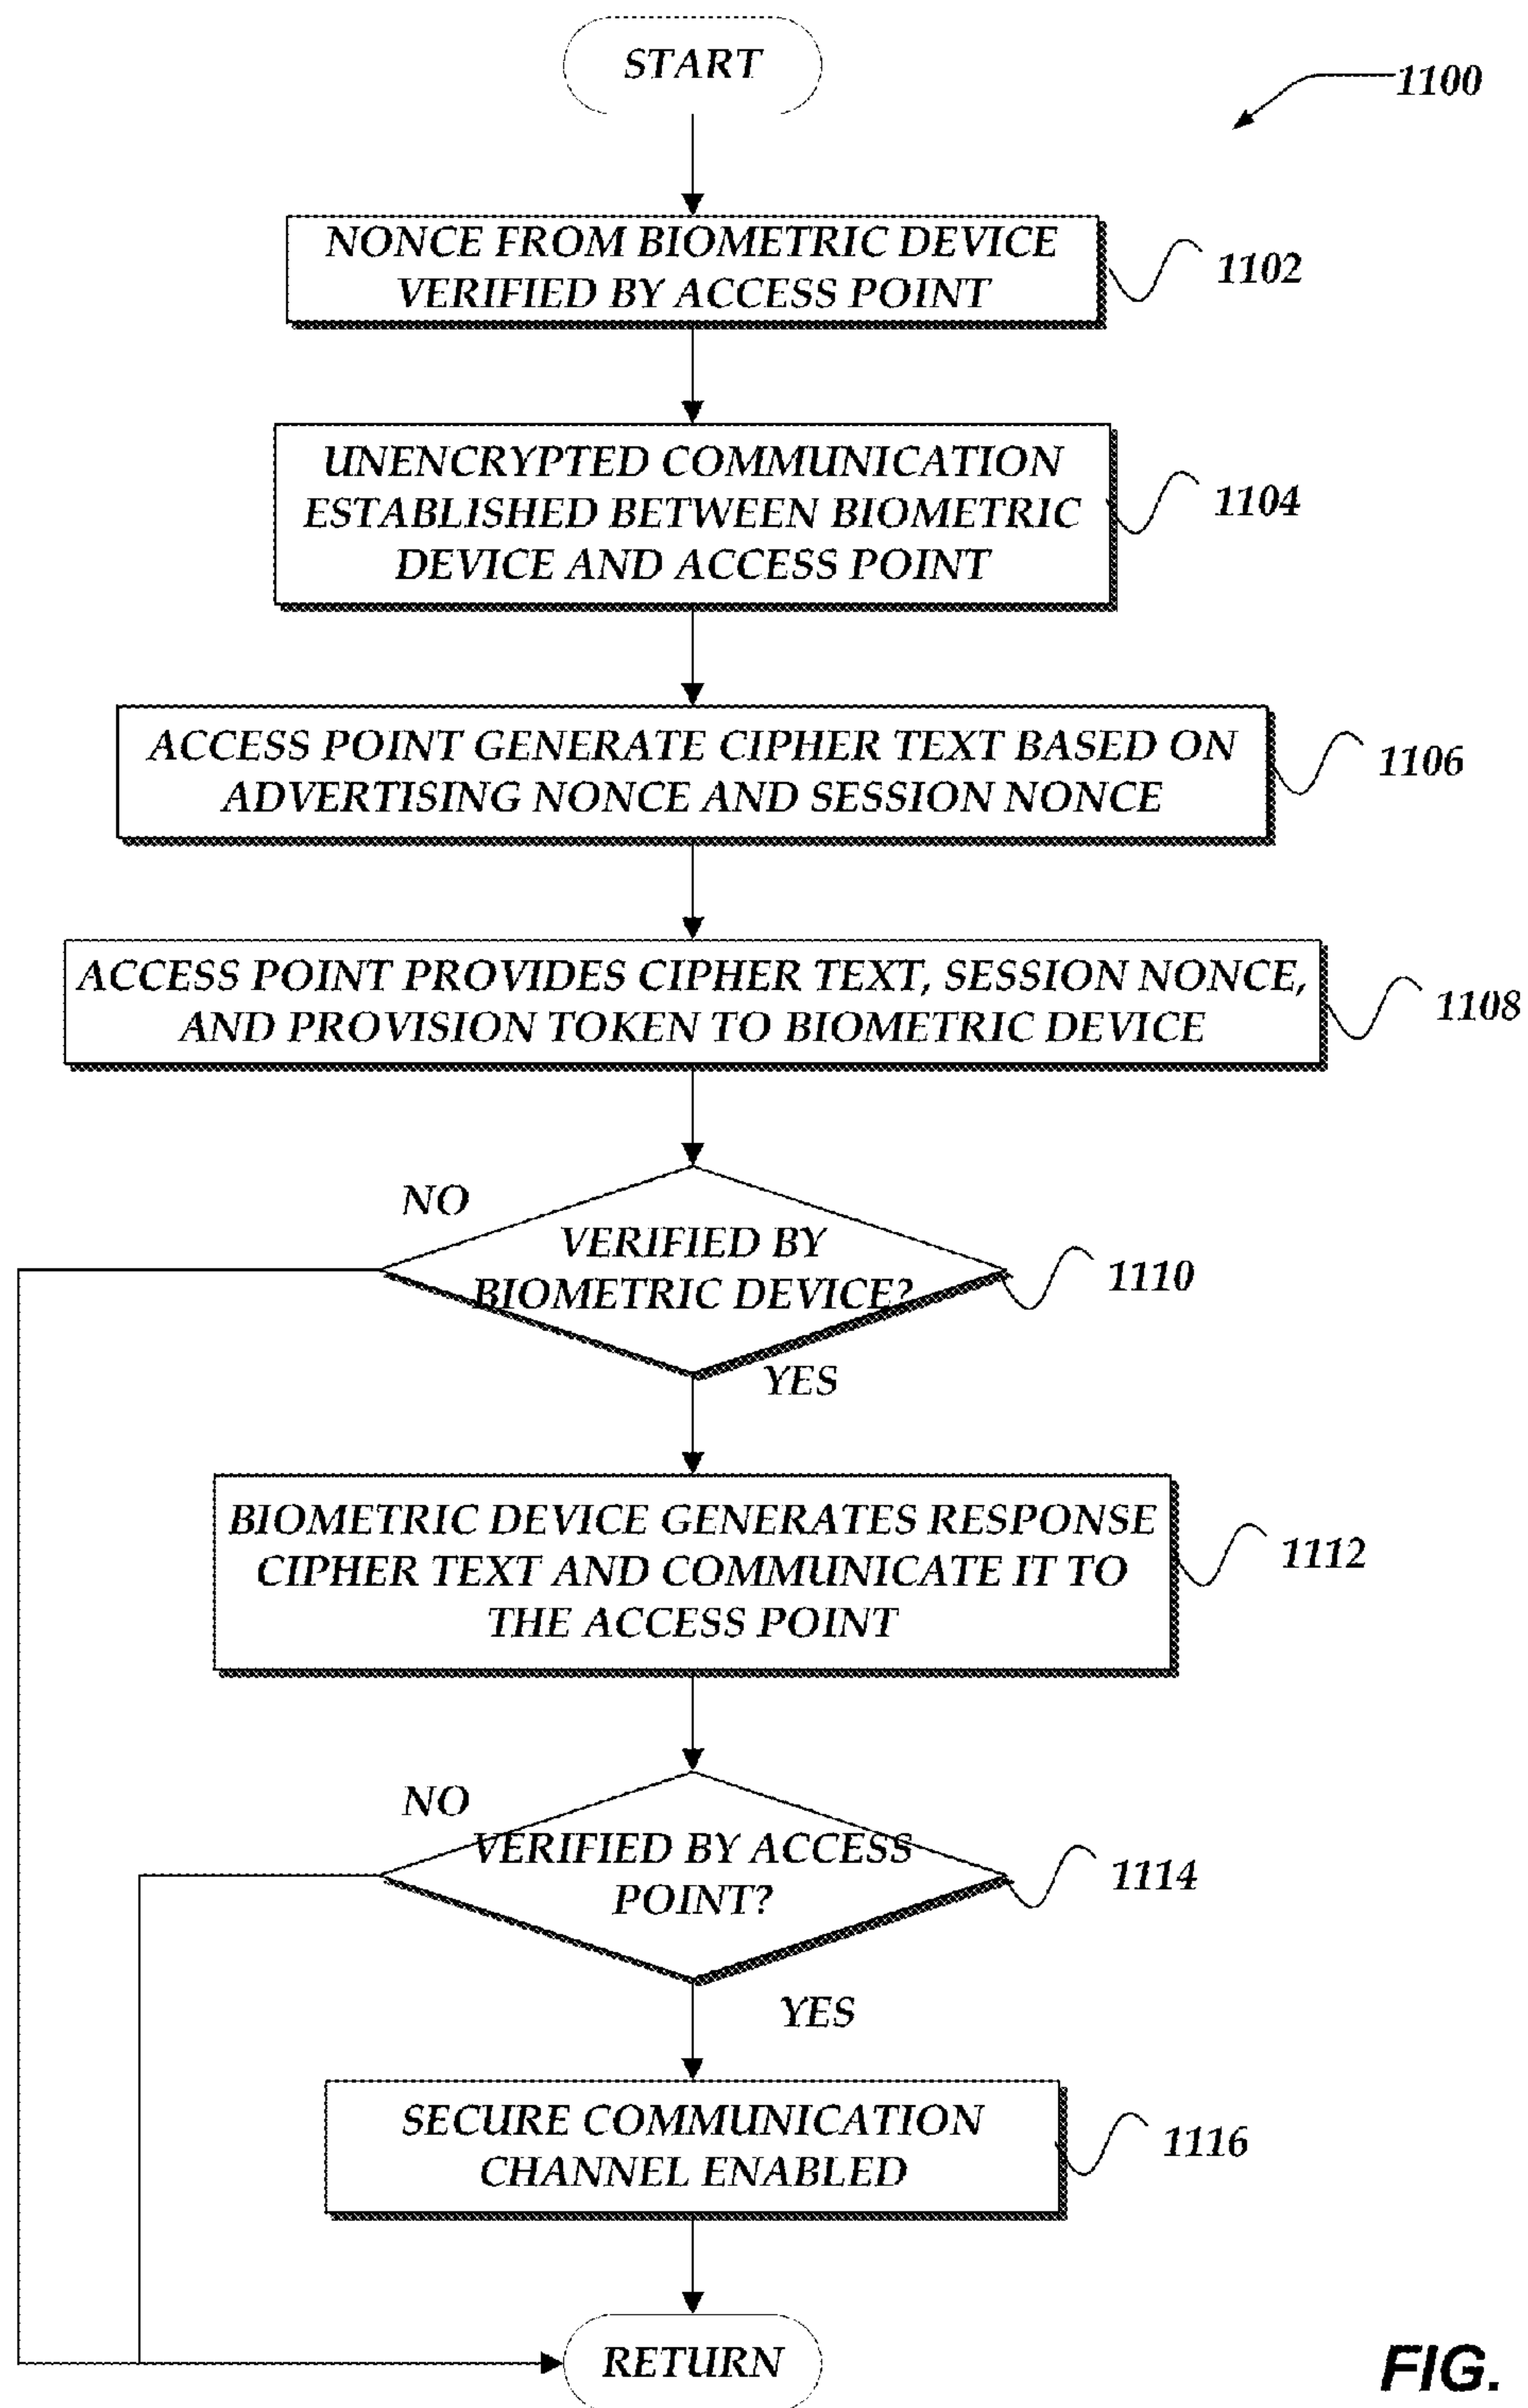 START
1100
NONCE FROM BIOMETRIC DEVICE
VERIFIED BY ACCESS POINT
1102
UNENCRYPTED COMMUNICATION
ESTABLISHED BETWEEN BIOMETRIC
DEVICE AND ACCESS POINT
1104
ACCESS POINT GENERATE CIPHER TEXT BASED ON
ADVERTISING NONCE AND SESSION NONCE
1106
ACCESS POINT PROVIDES CIPHER TEXT, SESSION NONCE,
AND PROVISION TOKEN TO BIOMETRIC DEVICE
1108
NO
VERIFIED BY
BIOMETRIC DEVICE?
1110
YES
BIOMETRIC DEVICE GENERATES RESPONSE
CIPHER TEXT AND COMMUNICATE IT TO
THE ACCESS POINT
1112
NO
VERIFIED BY ACCESS
POINT?
1114
YES
SECURE COMMUNICATION
CHANNEL ENABLED
1116
RETURN
FIG.